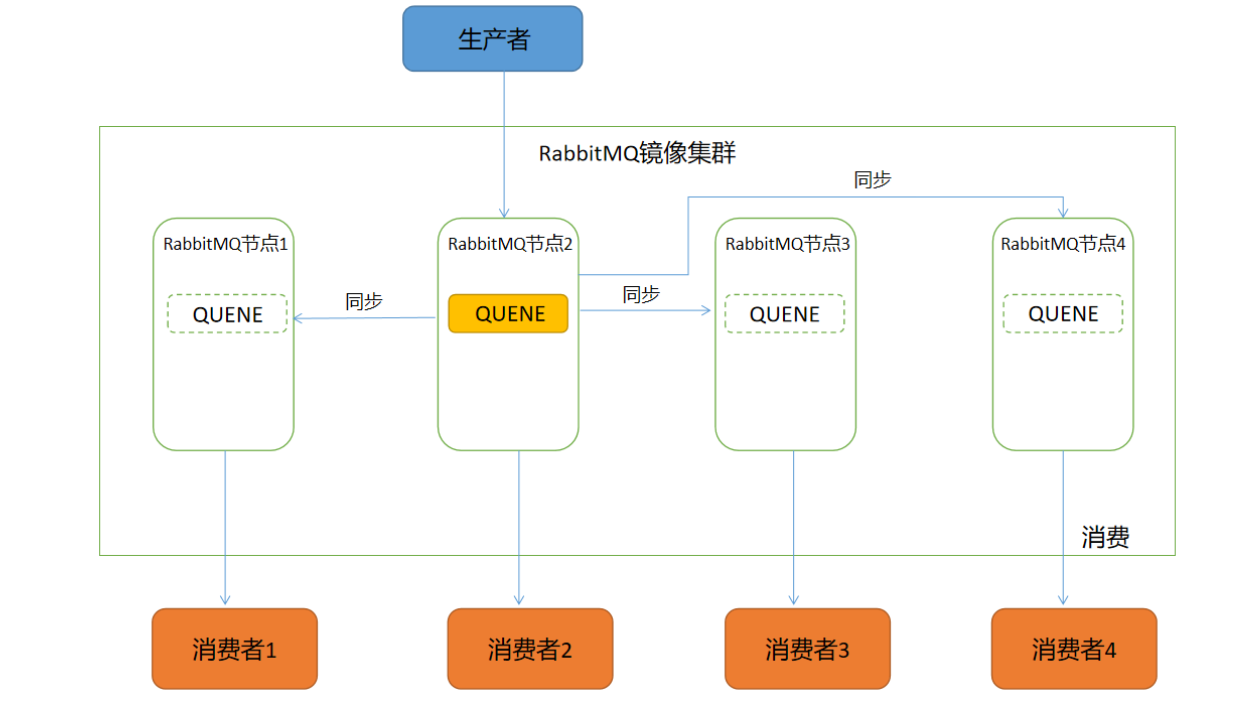 生产者
RabbitMQ镜像集群
同步
RabbitMQ节点1
RabbitMQ节点2
RabbitMQ节点3
RabbitMQ节点4
QUENE
同步
QUENE
同步
QUENE
QUENE
消费
消费者1
消费者2
消费者3
消费者4